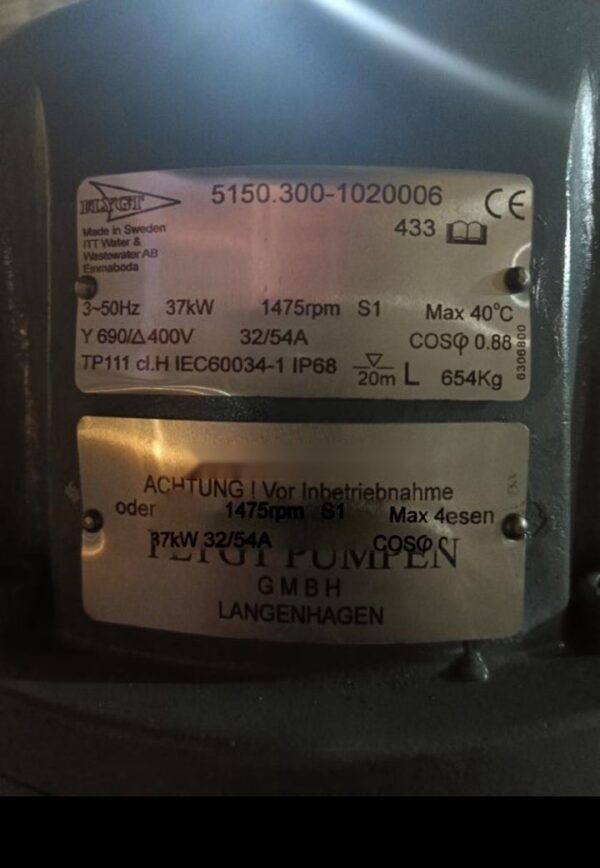 FLYGT
5150.300-1020006 CE
433
Made in Sweden
ITT Water &
Wastewater AB
Emmaboda
3~50Hz 37kW 1475rpm S1 Max 40°C
Y 690/Δ400V 32/54A COSφ 0.88
TP111 cl.H IEC60034-1 IP68 20m L 654Kg
6306800
ACHTUNG ! Vor Inbetriebnahme
oder 1475rpm S1 Max 4esen
37kW 32/54A COSφ
FLYGT PUMPEN
GMBH
LANGENHAGEN